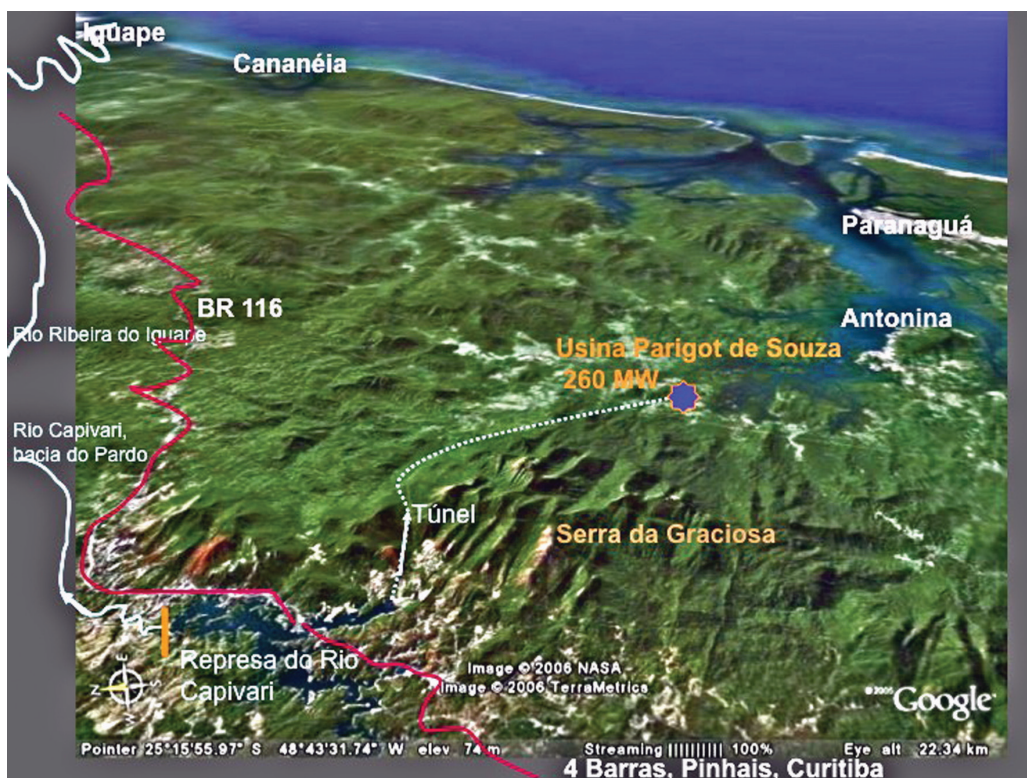 Iguape
Cananéia
Paranaguá
BR 116
Antonina
Rio Ribeira do Iguape
Usina Parigot de Souza
260 MW
Rio Capivari,
bacia do Pardo
Túnel
Serra da Graciosa
Represa do Rio
Capivari
N E S W
Image © 2006 NASA
Image © 2006 TerraMetrics
©2005 Google
Pointer 25°15'55.97" S 48°43'31.74" W elev 74 m Streaming |||||||||| 100% Eye alt 22.34 km
4 Barras, Pinhais, Curitiba